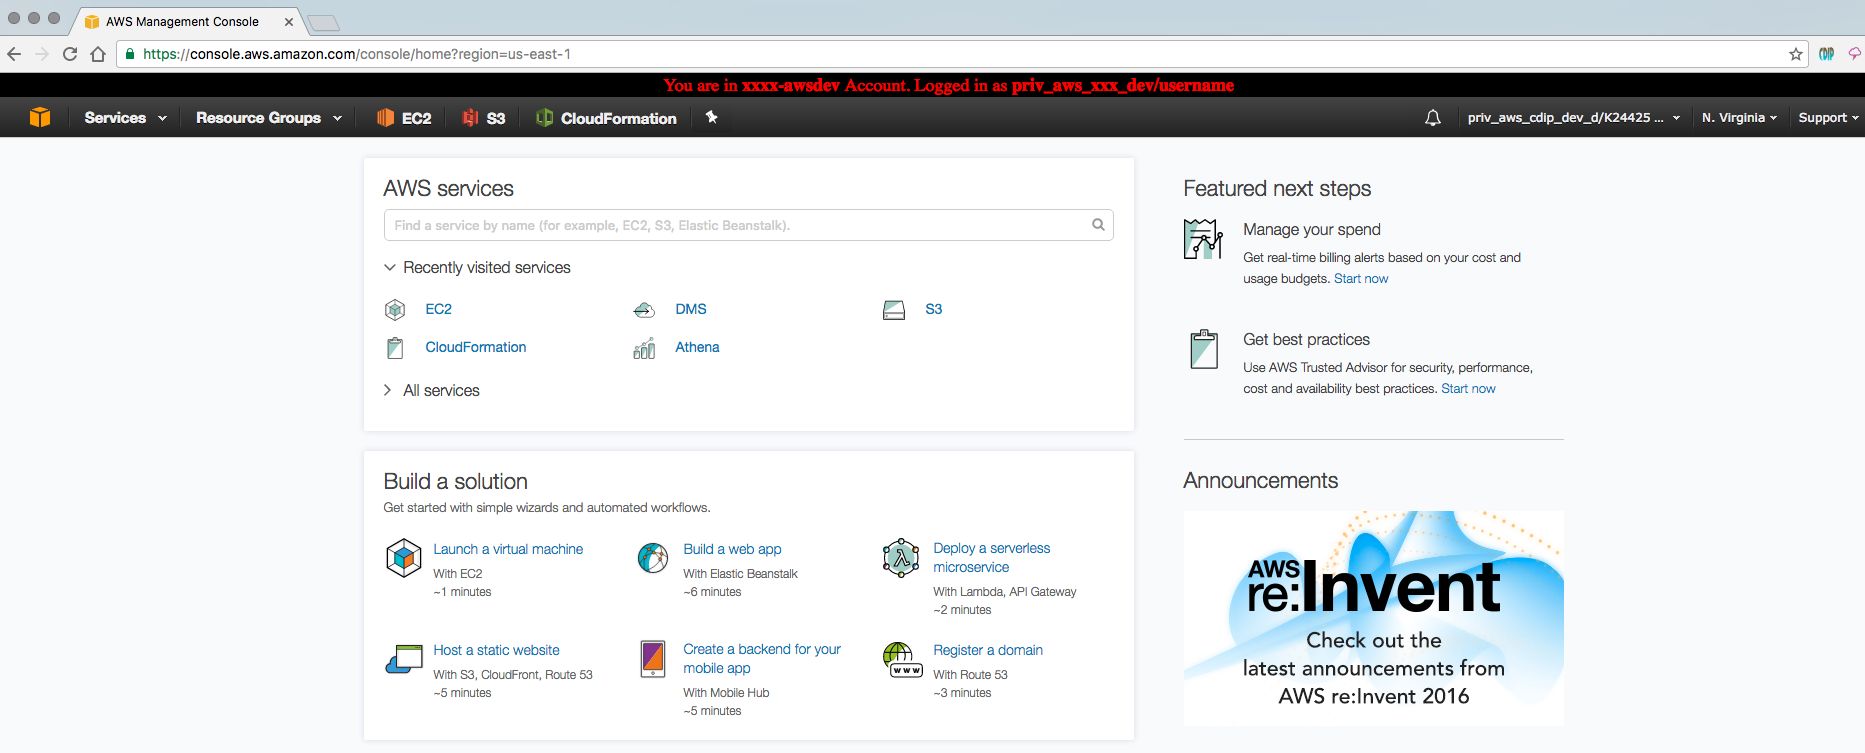 AWS Management Console
https://console.aws.amazon.com/console/home?region=us-east-1
CDIP
You are in xxxx-awsdev Account. Logged in as priv_aws_xxx_dev/username
Services
Resource Groups
EC2
S3
CloudFormation
priv_aws_cdip_dev_d/K24425 ...
N. Virginia
Support
AWS services
Find a service by name (for example, EC2, S3, Elastic Beanstalk).
Recently visited services
EC2
DMS
S3
CloudFormation
Athena
All services
Build a solution
Get started with simple wizards and automated workflows.
Launch a virtual machine
With EC2
~1 minutes
Build a web app
With Elastic Beanstalk
~6 minutes
Deploy a serverless
microservice
With Lambda, API Gateway
~2 minutes
Host a static website
With S3, CloudFront, Route 53
~5 minutes
Create a backend for your
mobile app
With Mobile Hub
~5 minutes
www
Register a domain
With Route 53
~3 minutes
Featured next steps
Manage your spend
Get real-time billing alerts based on your cost and
usage budgets. Start now
Get best practices
Use AWS Trusted Advisor for security, performance,
cost and availability best practices. Start now
Announcements
AWS
re:Invent
Check out the
latest announcements from
AWS re:Invent 2016